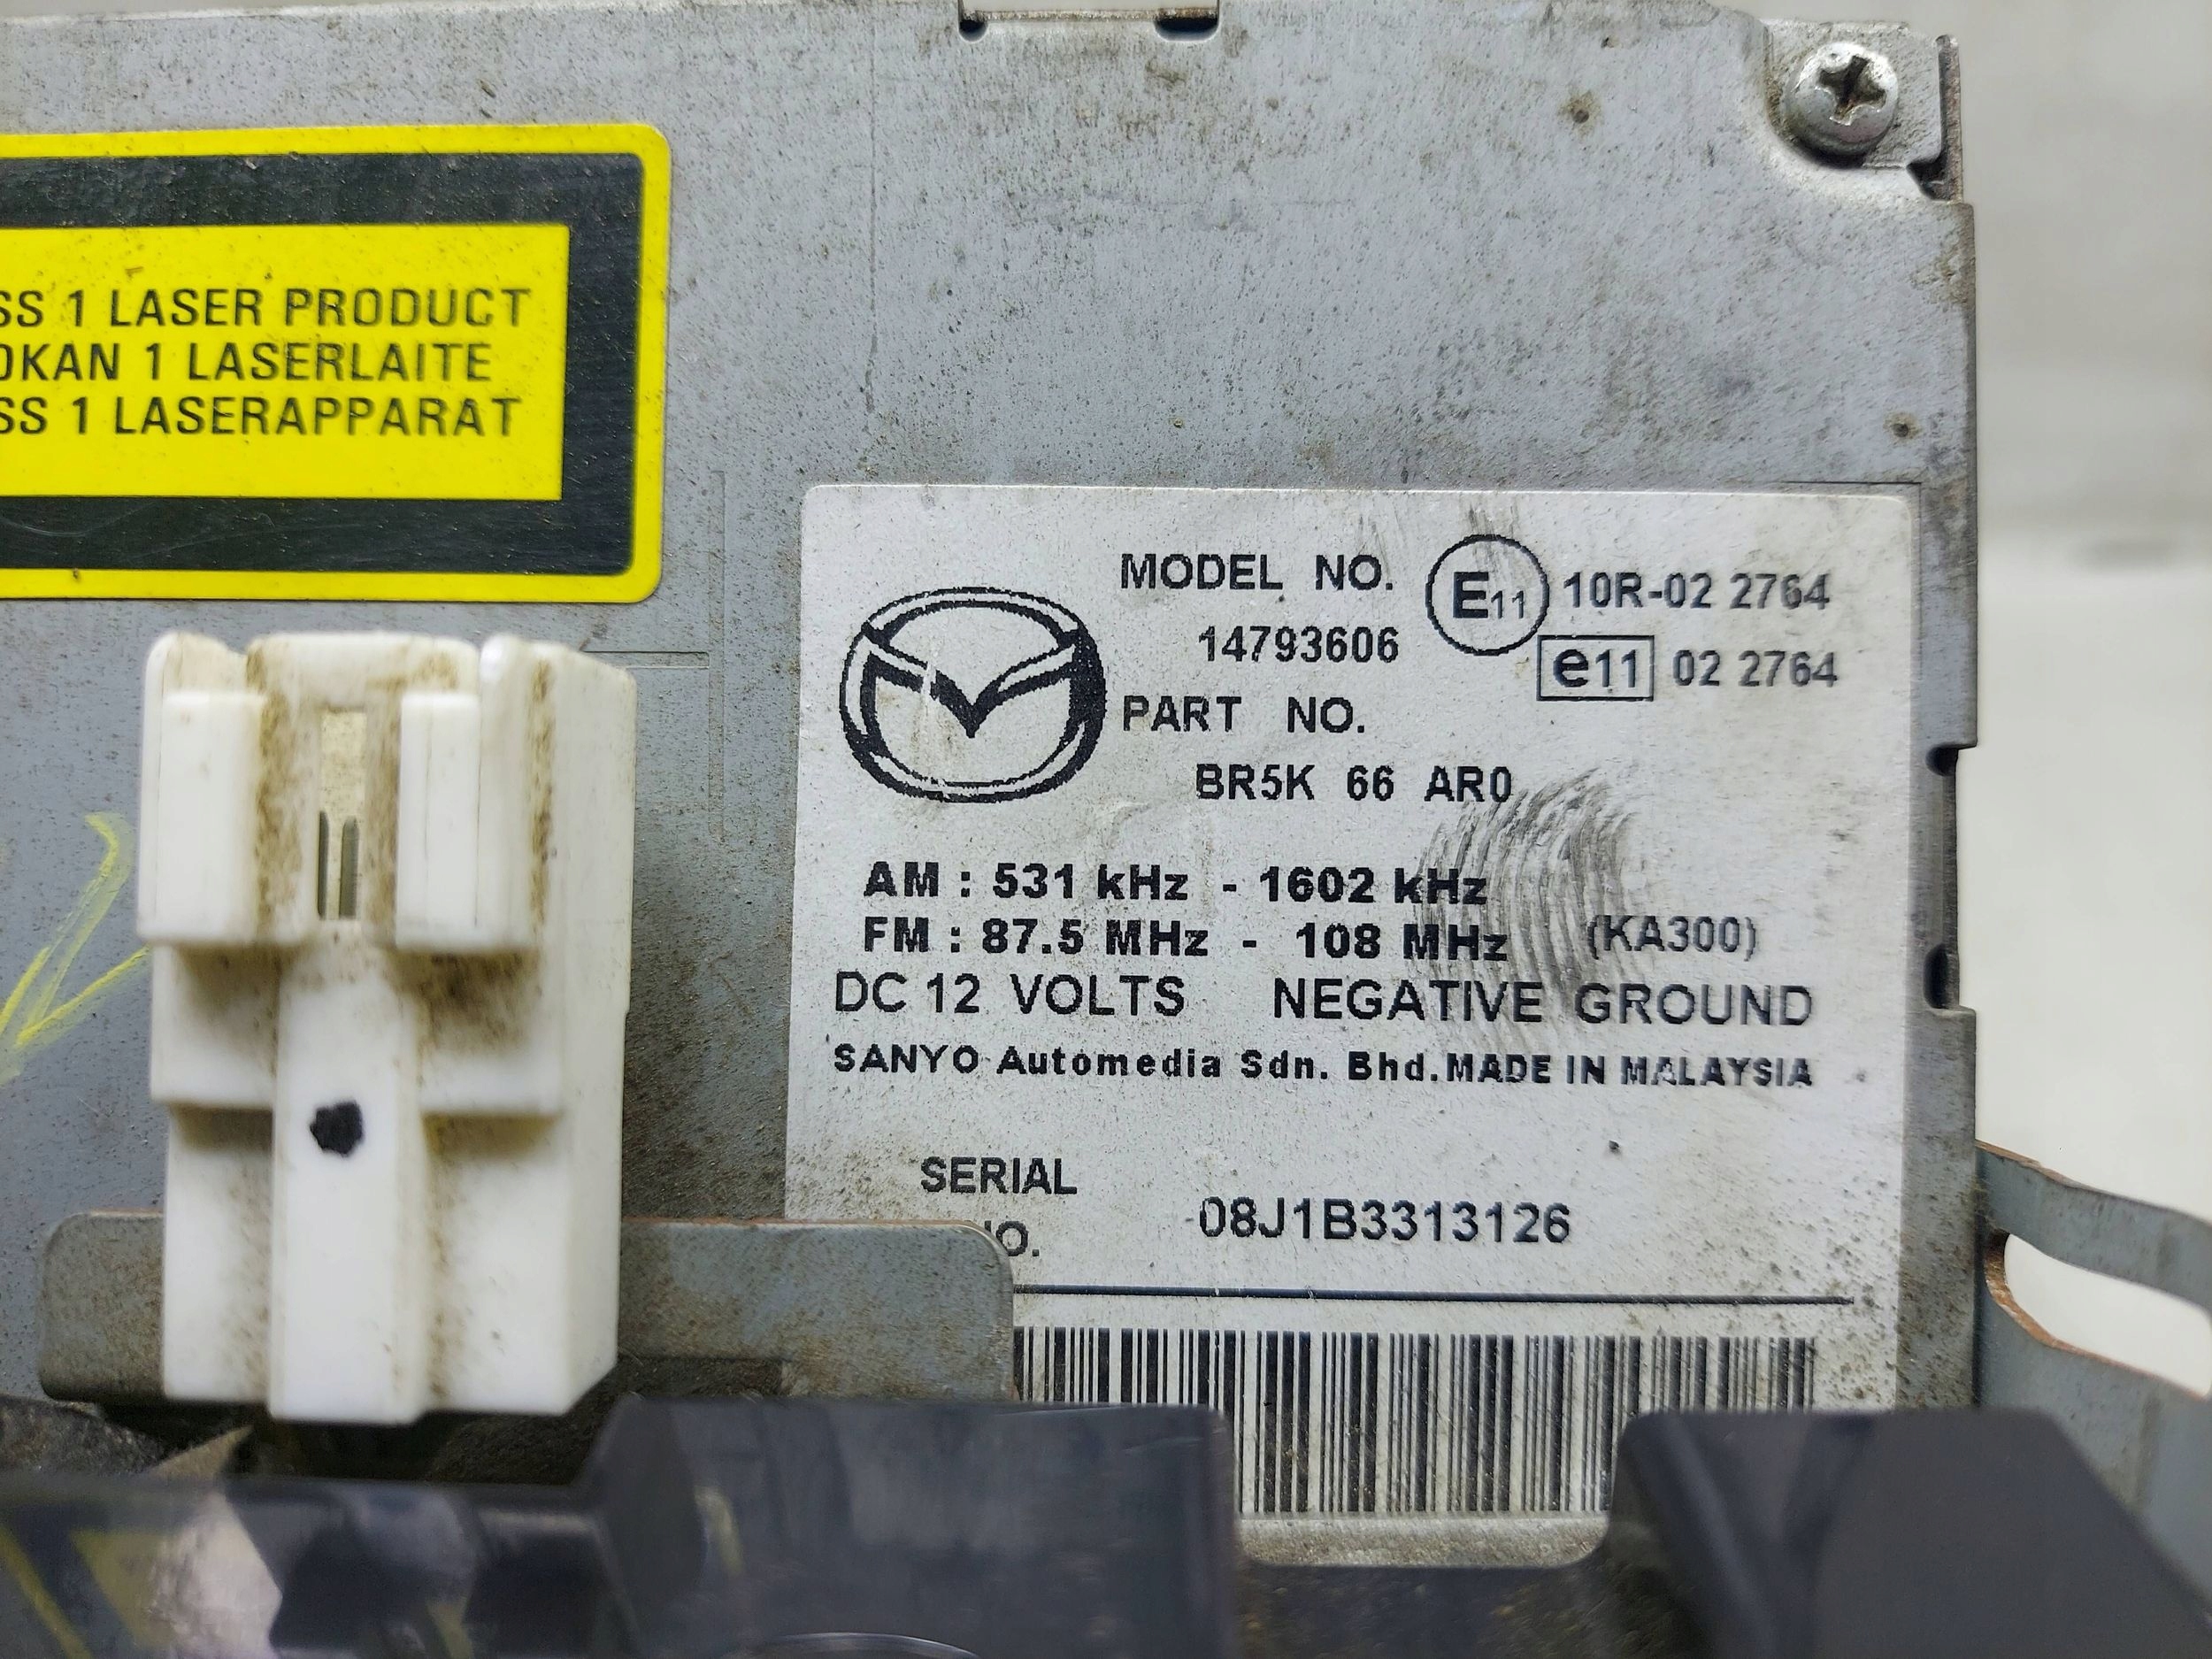 SS 1 LASER PRODUCT
OKAN 1 LASERLAITE
SS 1 LASERAPPARAT
MODEL NO.
14793606
E11 10R-02 2764
e11 02 2764
PART NO.
BR5K 66 AR0
AM : 531 kHz - 1602 kHz
FM : 87.5 MHz - 108 MHz (KA300)
DC 12 VOLTS NEGATIVE GROUND
SANYO Automedia Sdn. Bhd. MADE IN MALAYSIA
SERIAL
O.
08J1B3313126